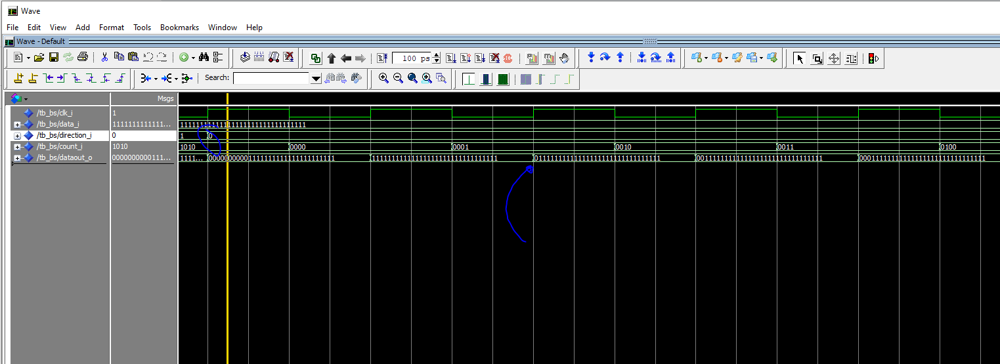 Wave
File Edit View Add Format Tools Bookmarks Window Help
Wave - Default
100 ps
Search:
Msgs
/tb_bs/clk_i 1
/tb_bs/data_i 1111111111111... 11111111111111111111111111111111
/tb_bs/direction_i 0 1 0
/tb_bs/count_i 1010 1010 0000 0001 0010 0011 0100
/tb_bs/dataout_o 0000000000111... 1111... 00000000001111111111111111111111 11111111111111111111111111111111 01111111111111111111111111111111 00111111111111111111111111111111 00011111111111111111111111111111